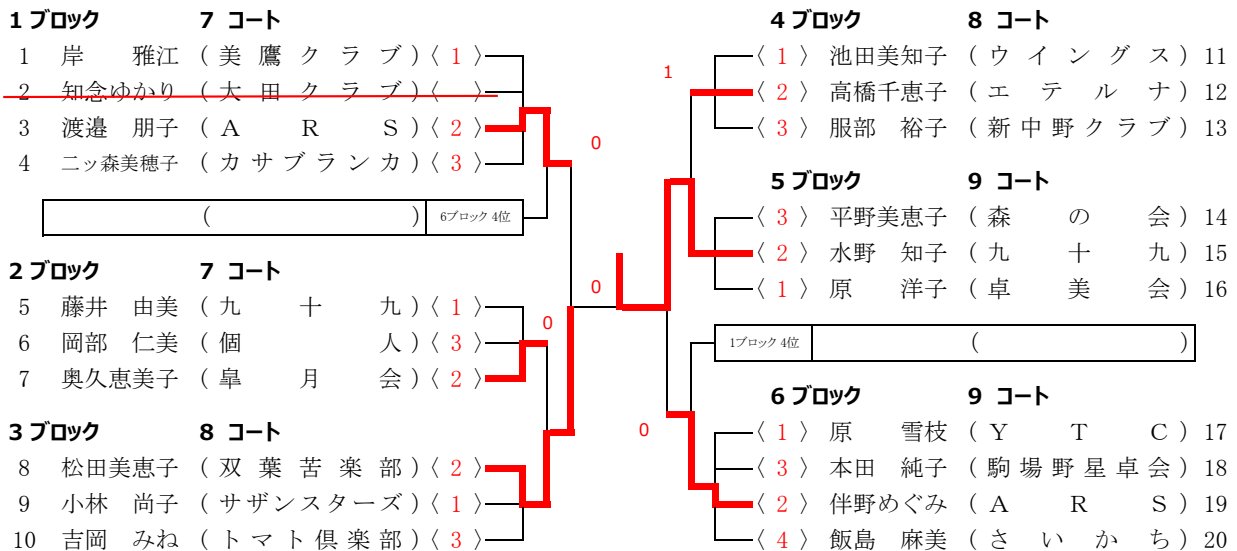 1ブロック 7 コート
1 岸 雅江 (美鷹クラブ)〈 1 〉
2 知念ゆかり (大田クラブ)〈 〉
3 渡邉 朋子 (ARS)〈 2 〉
4 二ッ森美穂子 (カサブランカ)〈 3 〉
( ) 6ブロック 4位
2ブロック 7 コート
5 藤井 由美 (九十九)〈 1 〉
6 岡部 仁美 (個人)〈 3 〉
7 奥久恵美子 (皐月会)〈 2 〉
3ブロック 8 コート
8 松田美恵子 (双葉苦楽部)〈 2 〉
9 小林 尚子 (サザンスターズ)〈 1 〉
10 吉岡 みね (トマト倶楽部)〈 3 〉
0
0
0
1
0
4ブロック 8 コート
〈 1 〉 池田美知子 (ウイングス) 11
〈 2 〉 高橋千恵子 (エテルナ) 12
〈 3 〉 服部 裕子 (新中野クラブ) 13
5ブロック 9 コート
〈 3 〉 平野美恵子 (森の会) 14
〈 2 〉 水野 知子 (九十九) 15
〈 1 〉 原 洋子 (卓美会) 16
1ブロック 4位 ( )
6ブロック 9 コート
〈 1 〉 原 雪枝 (YTC) 17
〈 3 〉 本田 純子 (駒場野星卓会) 18
〈 2 〉 伴野めぐみ (ARS) 19
〈 4 〉 飯島 麻美 (さいかち) 20